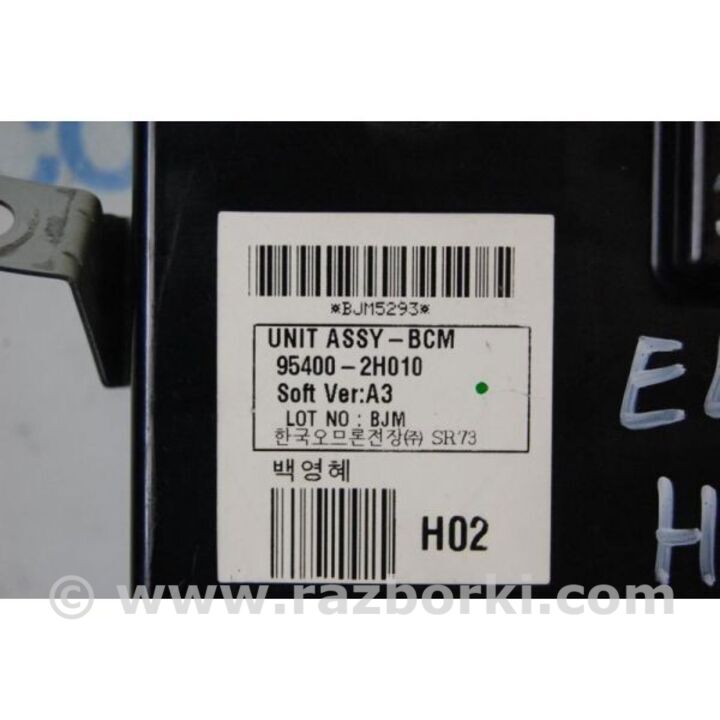 *BJM5293*
UNIT ASSY-BCM
95400-2H010
Soft Ver:A3
LOT NO : BJM
한국오므론전장(주) SR73
백영혜
H02
H
© www.razborki.com